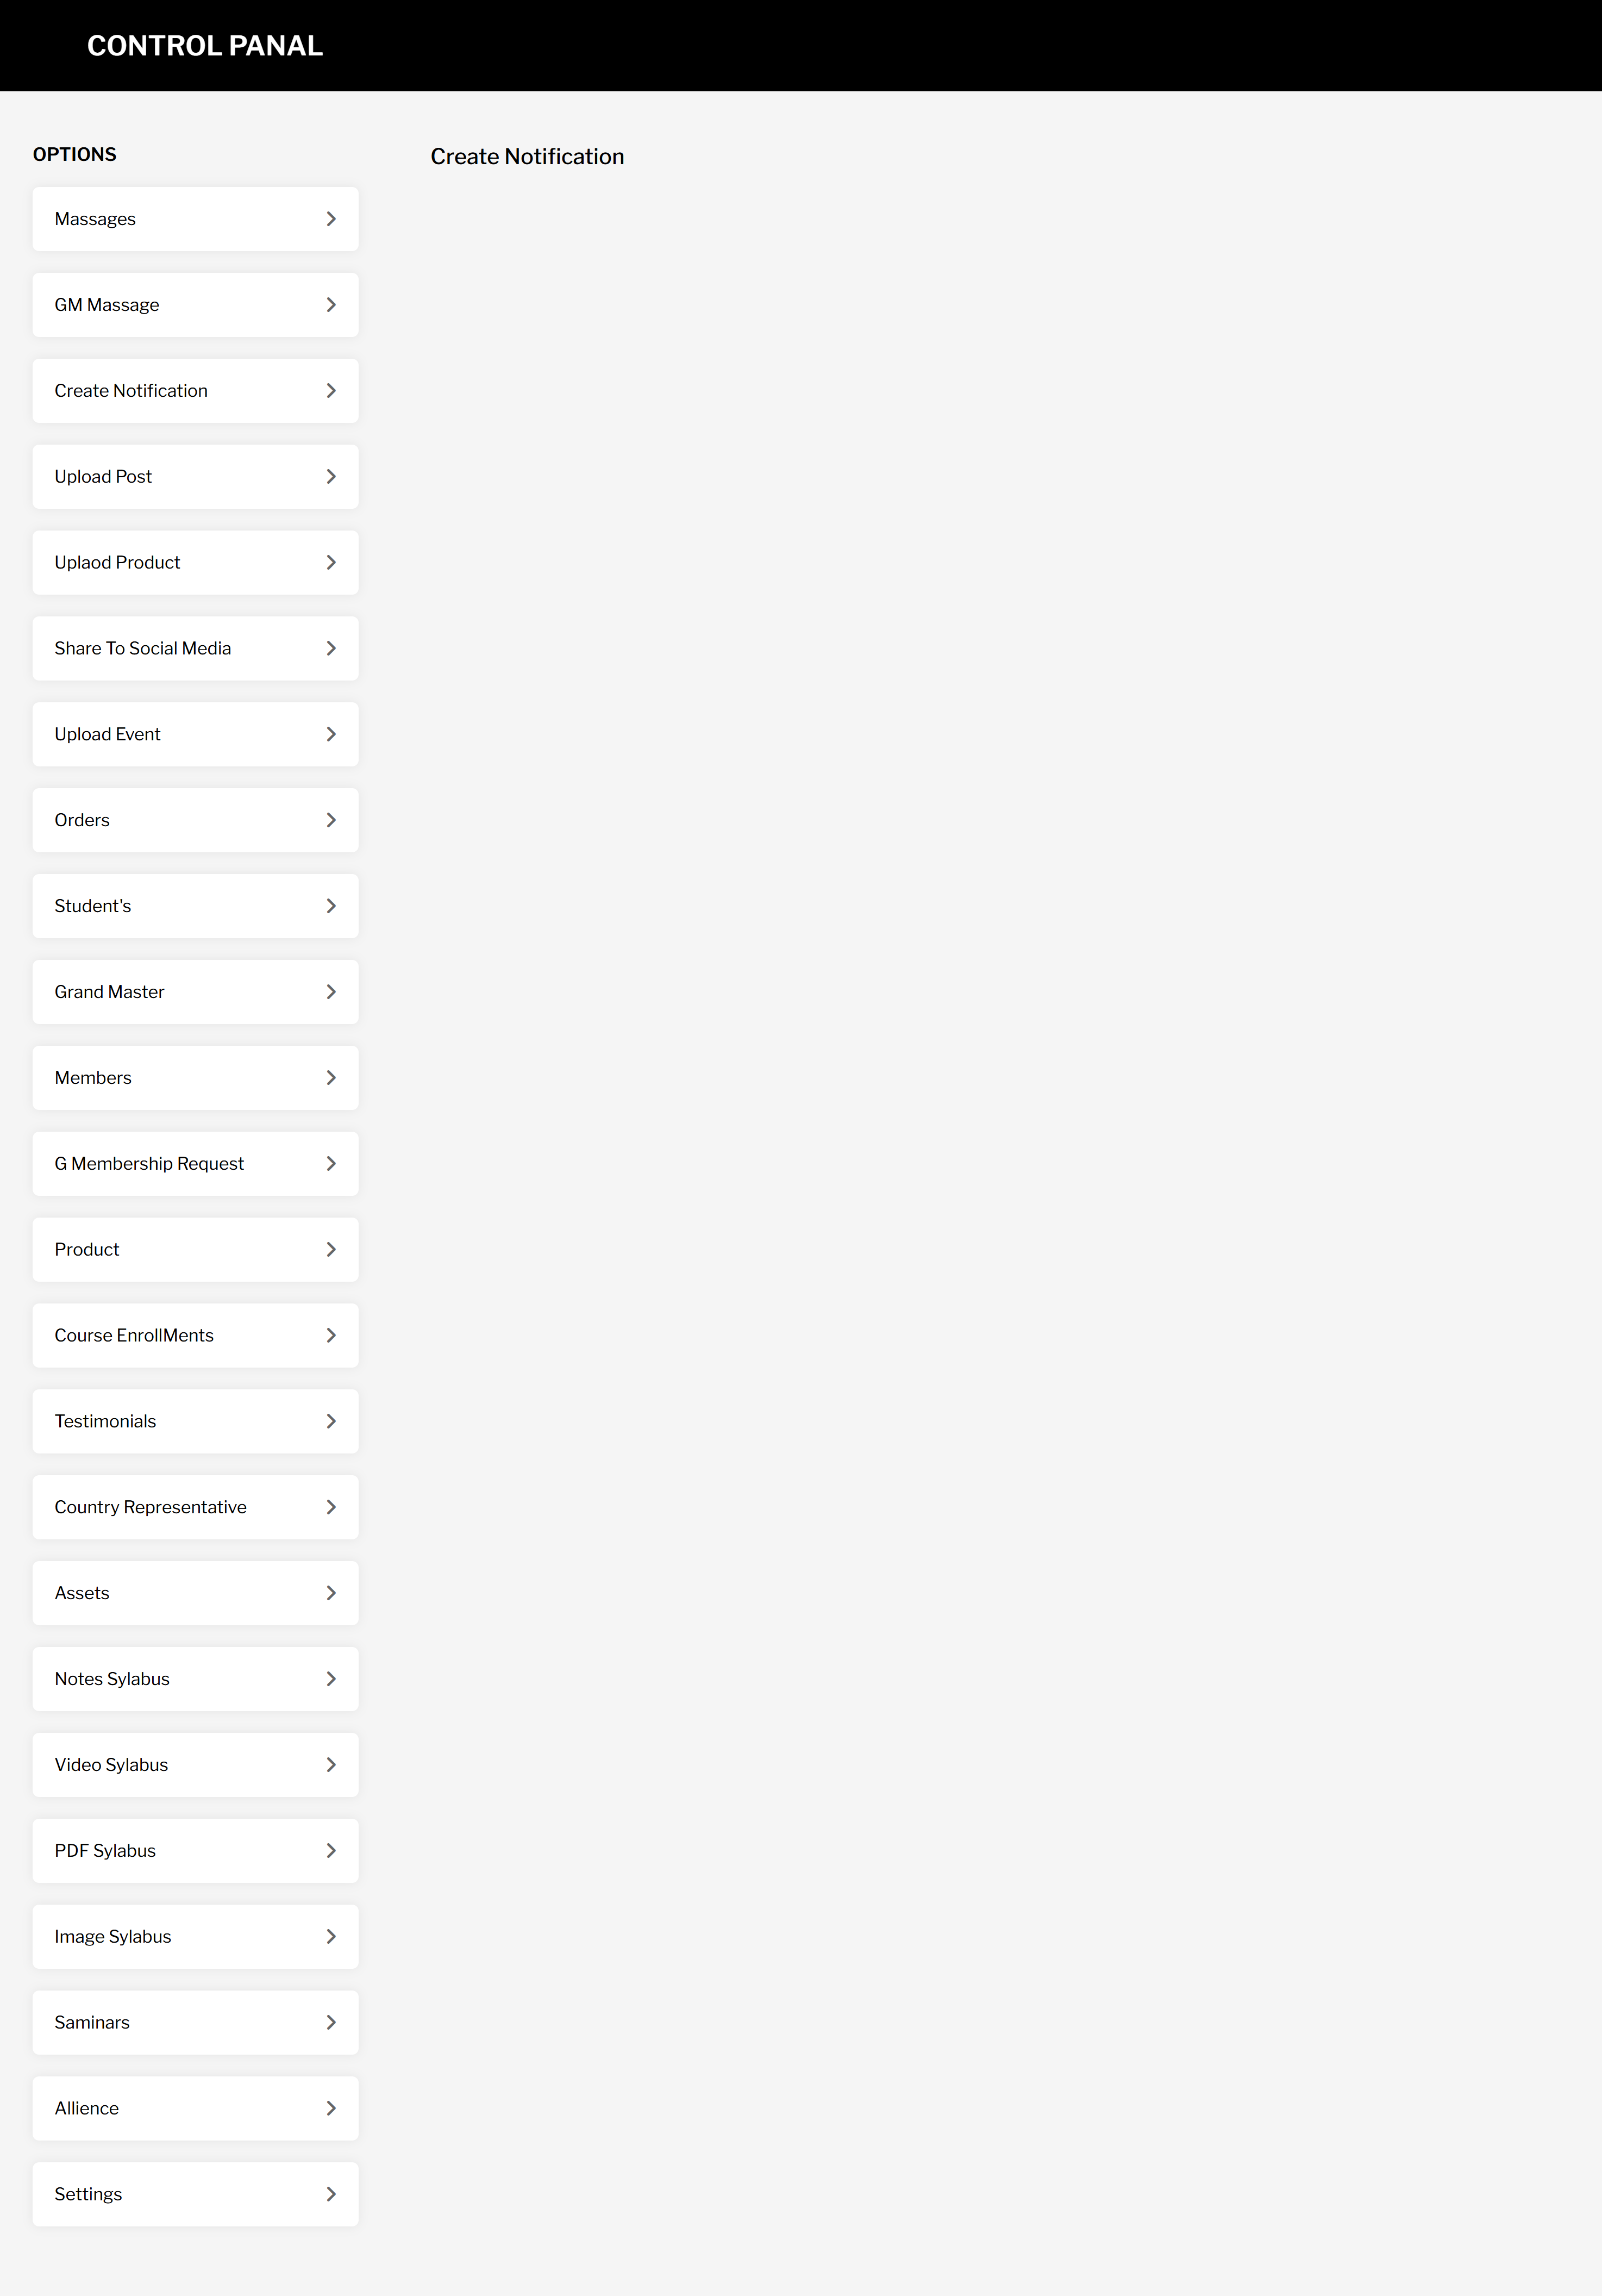 CONTROL PANAL
OPTIONS
Massages
GM Massage
Create Notification
Upload Post
Uplaod Product
Share To Social Media
Upload Event
Orders
Student's
Grand Master
Members
G Membership Request
Product
Course EnrollMents
Testimonials
Country Representative
Assets
Notes Sylabus
Video Sylabus
PDF Sylabus
Image Sylabus
Saminars
Allience
Settings
Create Notification